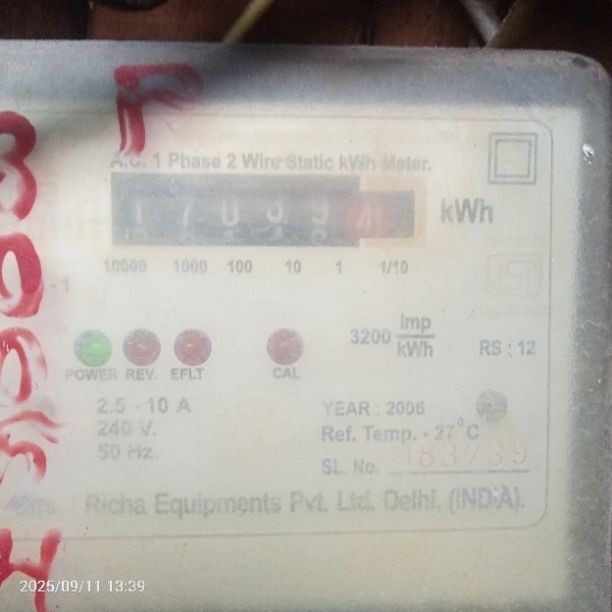 A.C. 1 Phase 2 Wire Static kWh Meter.
kWh
10000 1000 100 10 1 1/10
3200 Imp
kWh
RS : 12
POWER REV. EFLT CAL
2.5 - 10 A
240 V.
50 Hz.
YEAR : 2006
Ref. Temp. - 27°C
SL. No.
Richa Equipments Pvt. Ltd. Delhi, (INDIA).
2025/09/11 13:39